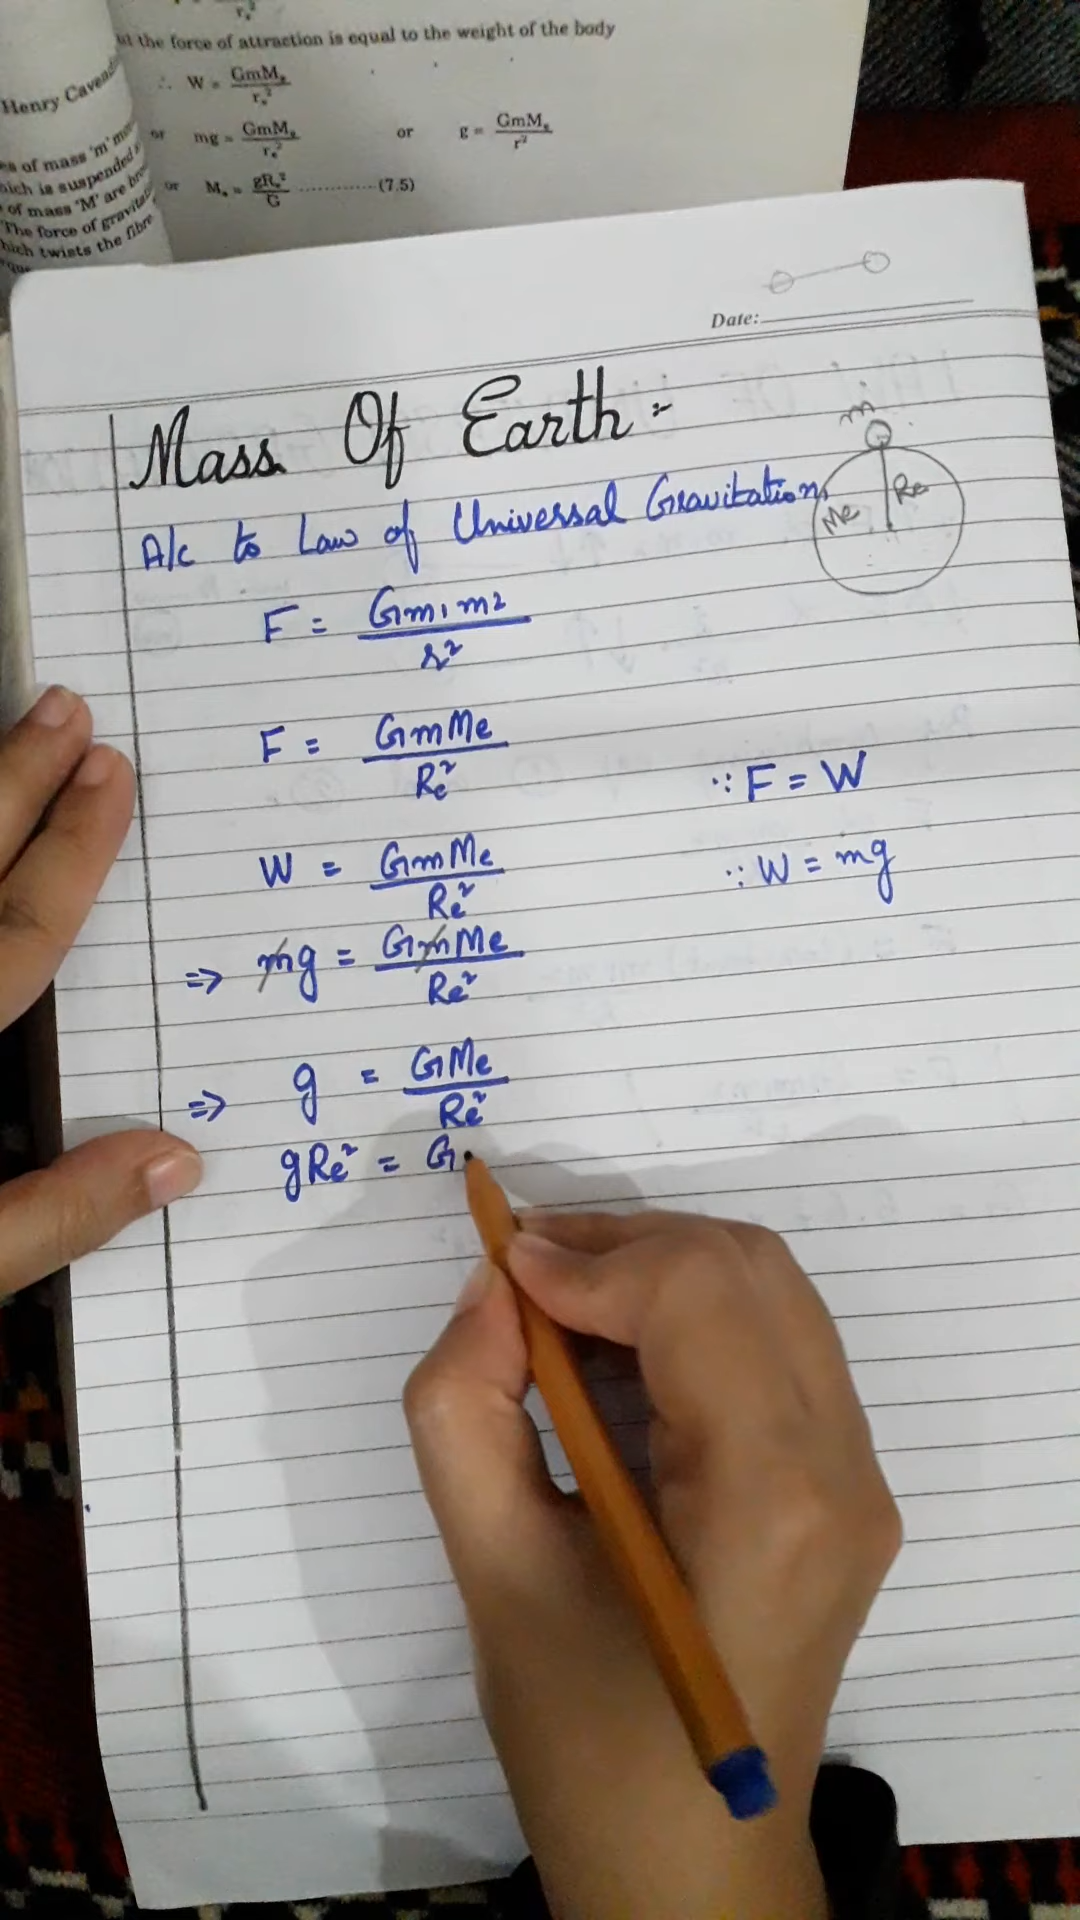 the force of attraction is equal to the weight of the body
∴ W = GmMₑ / rₑ²
or mg = GmMₑ / rₑ² or g = GmMₑ / r²
or Mₑ = gRₑ² / G ............(7.5)
Henry
of mass 'm'
which is suspended
of mass 'M' are
The force of
which twists the fibre
Date:
Mass Of Earth :-
A/c to Law of Universal Gravitation,
m
Me Re
F = Gm₁m₂ / r²
F = GmMe / Re²
∵ F = W
W = GmMe / Re²
∵ W = mg
=> mg = GmMe / Re²
=> g = GMe / Re²
gRe² = G